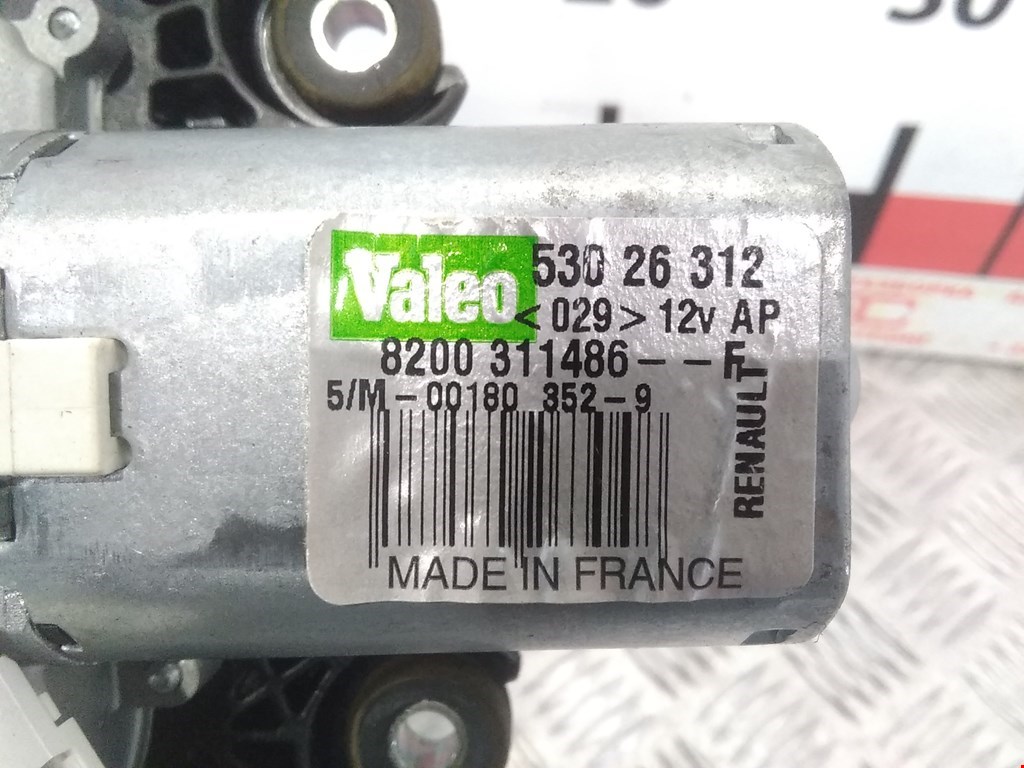 Valeo 530 26 312
< 029 > 12v AP
8200 311486 -- F
5/M - 00180 352 - 9
RENAULT
MADE IN FRANCE